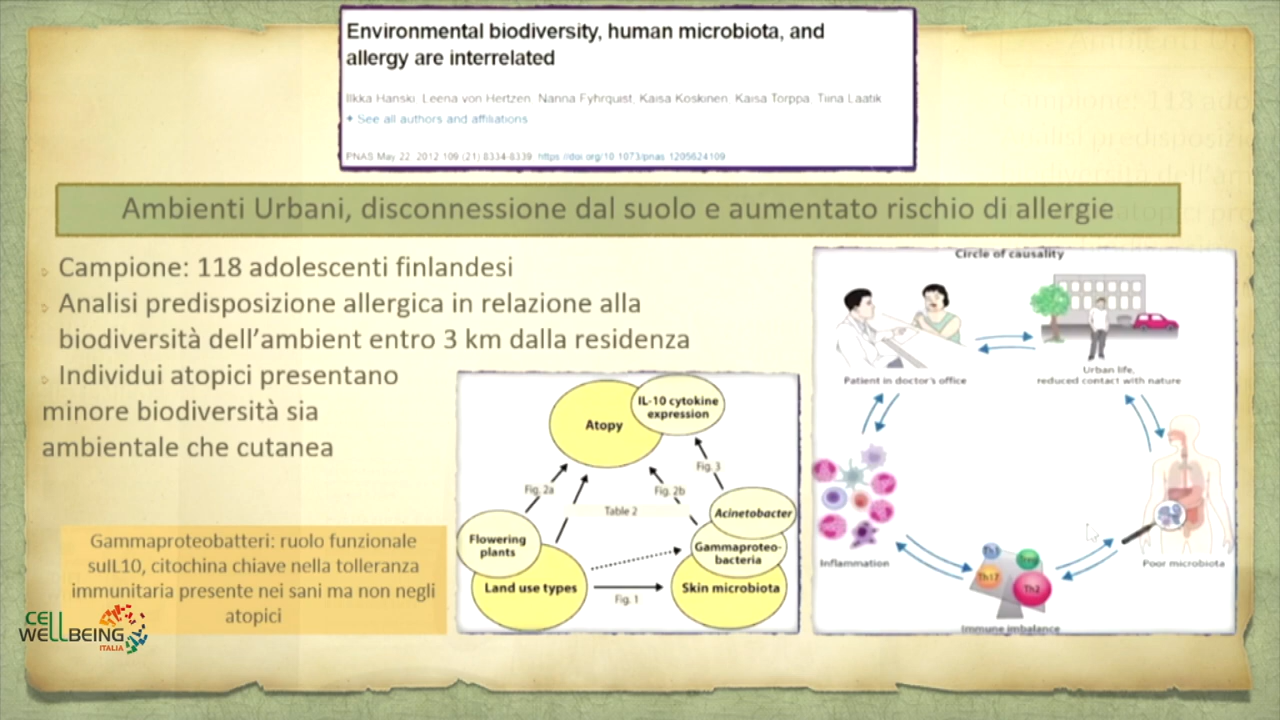 Environmental biodiversity, human microbiota, and
allergy are interrelated
Ilkka Hanski, Leena von Hertzen, Nanna Fyhrquist, Kaisa Koskinen, Kaisa Torppa, Tiina Laatik
+ See all authors and affiliations
PNAS May 22, 2012 109 (21) 8334-8339 https://doi.org/10.1073/pnas.1205624109
Ambienti Urbani, disconnessione dal suolo e aumentato rischio di allergie
Campione: 118 adolescenti finlandesi
Analisi predisposizione allergica in relazione alla
biodiversità dell'ambient entro 3 km dalla residenza
Individui atopici presentano
minore biodiversità sia
ambientale che cutanea
Gammaproteobatteri: ruolo funzionale
sulL10, citochina chiave nella tolleranza
immunitaria presente nei sani ma non negli
atopici
CELL
WELLBEING
ITALIA
IL-10 cytokine
expression
Atopy
Fig. 3
Fig. 2a
Fig. 2b
Table 2
Acinetobacter
Flowering
plants
Gammaproteo-
bacteria
Land use types
Skin microbiota
Fig. 1
Circle of causality
Patient in doctor's office
Urban life,
reduced contact with nature
Inflammation
Poor microbiota
Th1
Treg
Th17
Th2
Immune imbalance